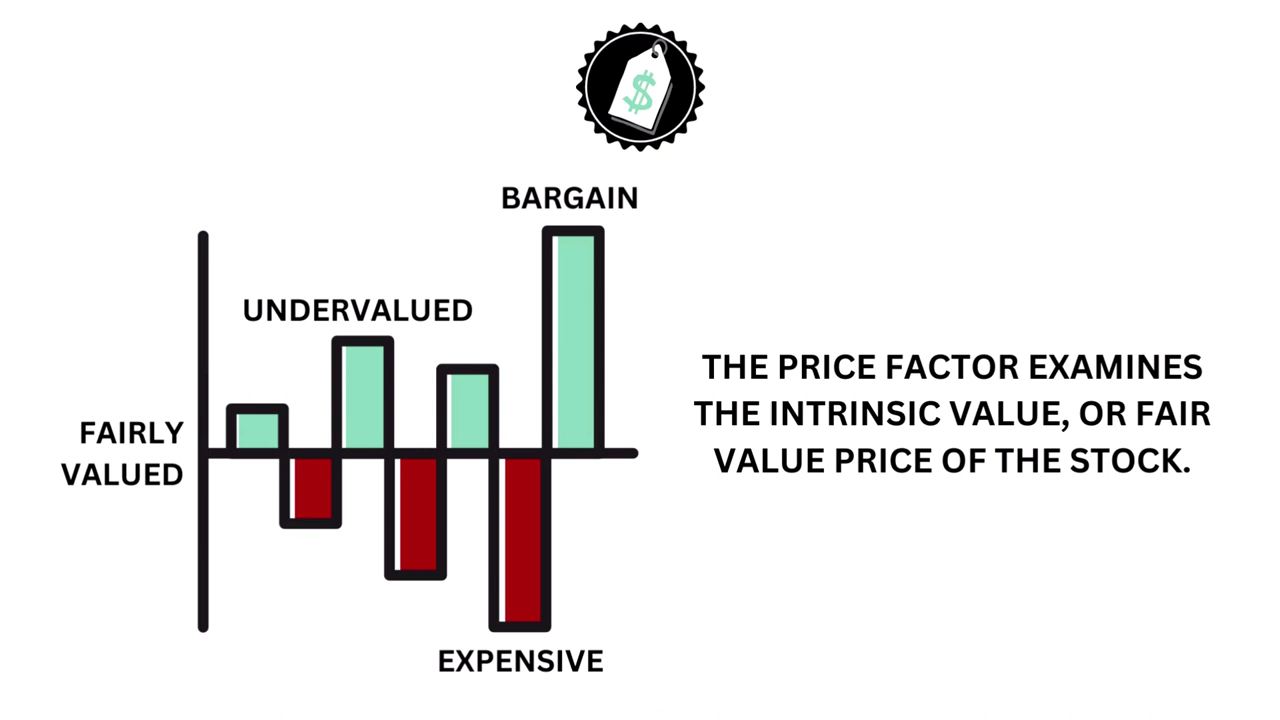 $
BARGAIN
UNDERVALUED
FAIRLY
VALUED
EXPENSIVE
THE PRICE FACTOR EXAMINES
THE INTRINSIC VALUE, OR FAIR
VALUE PRICE OF THE STOCK.